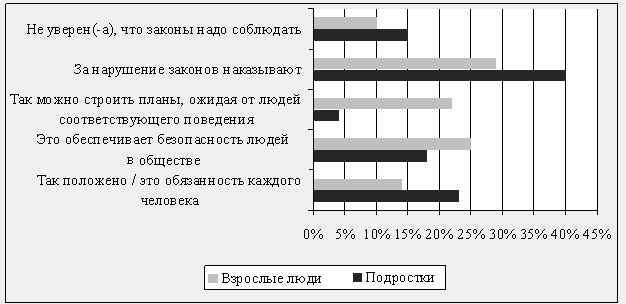 Не уверен(-а), что законы надо соблюдать
За нарушение законов наказывают
Так можно строить планы, ожидая от людей
соответствующего поведения
Это обеспечивает безопасность людей
в обществе
Так положено / это обязанность каждого
человека
0% 5% 10% 15% 20% 25% 30% 35% 40% 45%
Взрослые люди Подростки